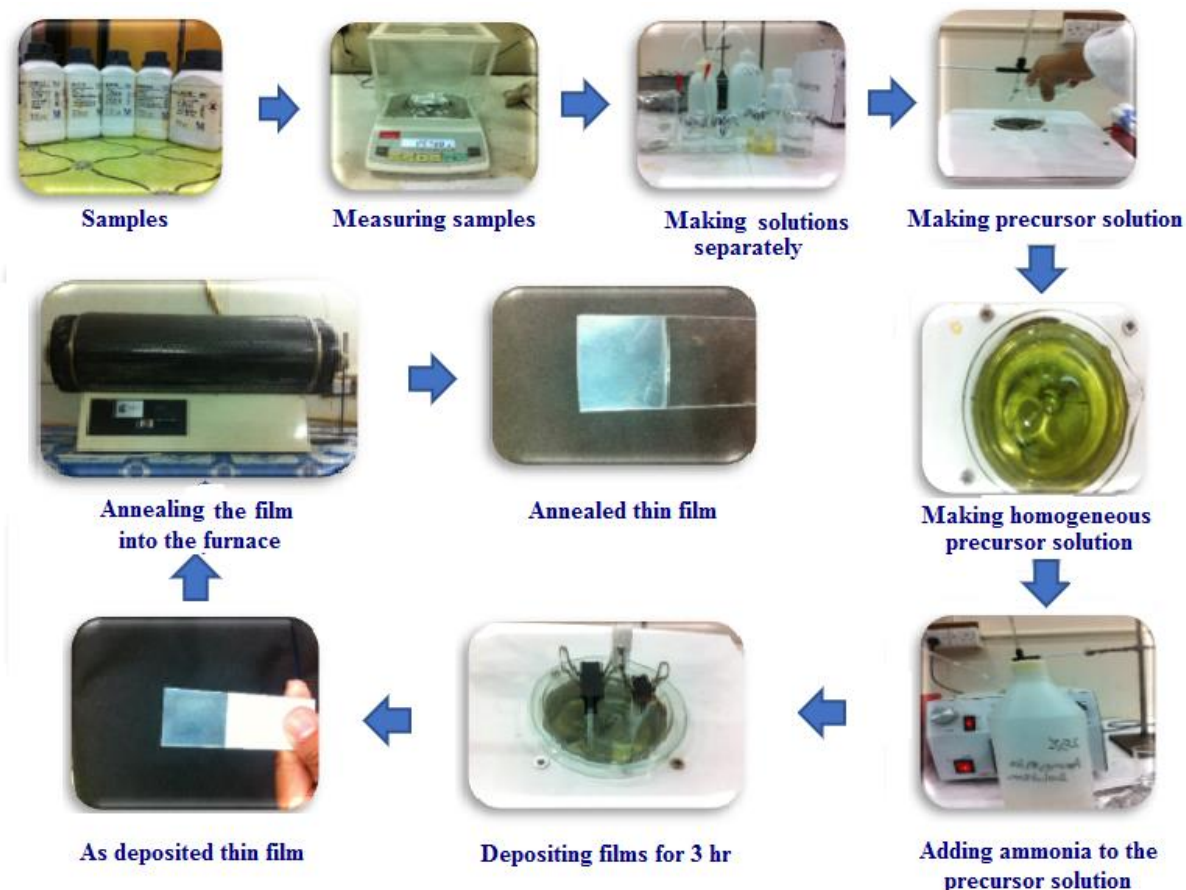 Samples
Measuring samples
Making solutions
separately
Making precursor solution
Making homogeneous
precursor solution
Adding ammonia to the
precursor solution
Depositing films for 3 hr
As deposited thin film
Annealing the film
into the furnace
Annealed thin film